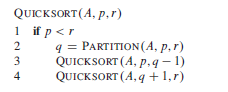 QUICKSORT(A, p, r)
1 if p < r
2 q = PARTITION(A, p, r)
3 QUICKSORT(A, p, q − 1)
4 QUICKSORT(A, q + 1, r)